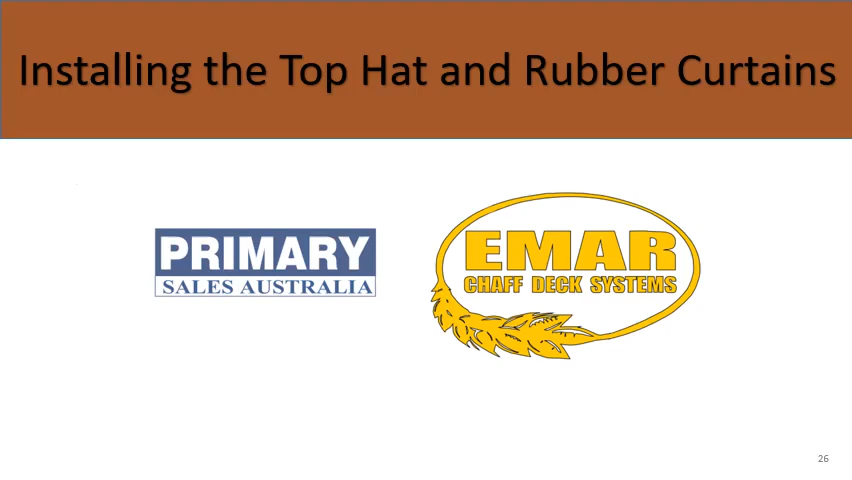 Installing the Top Hat and Rubber Curtains
PRIMARY
SALES AUSTRALIA
EMAR
CHAFF DECK SYSTEMS
26